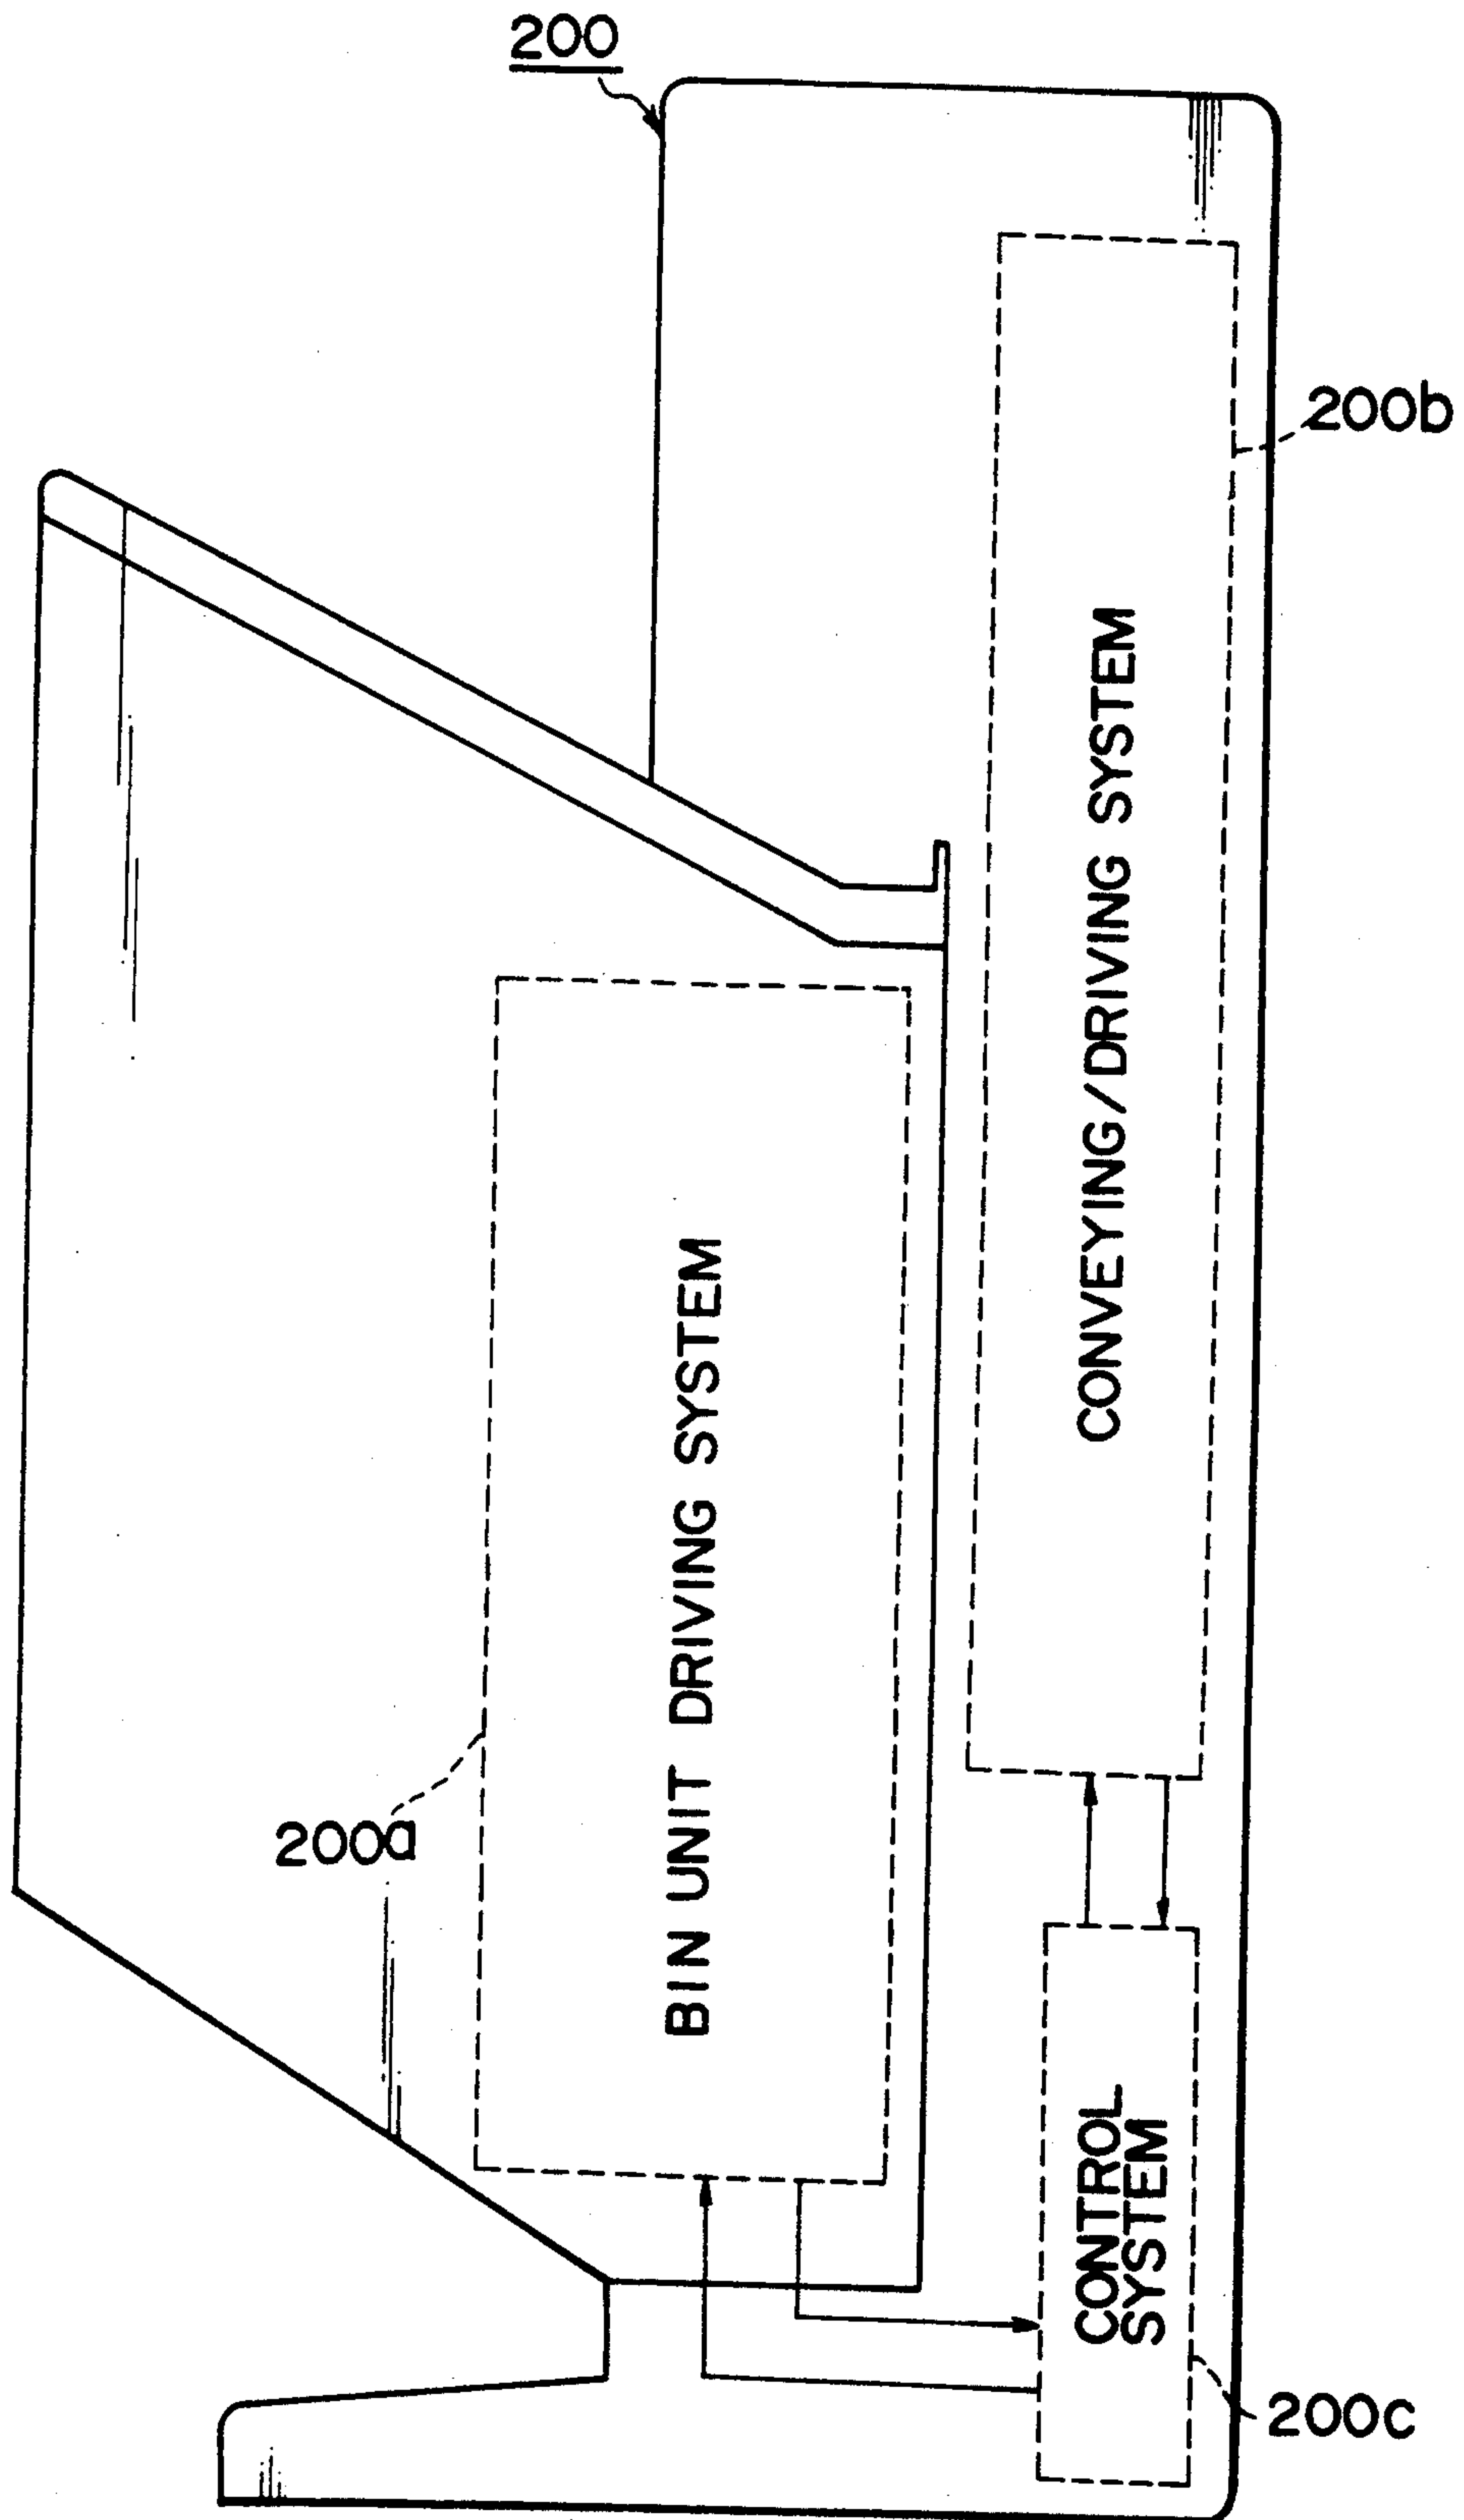 200
200b
CONVEYING/DRIVING SYSTEM
BIN UNIT DRIVING SYSTEM
200a
CONTROL
SYSTEM
200c